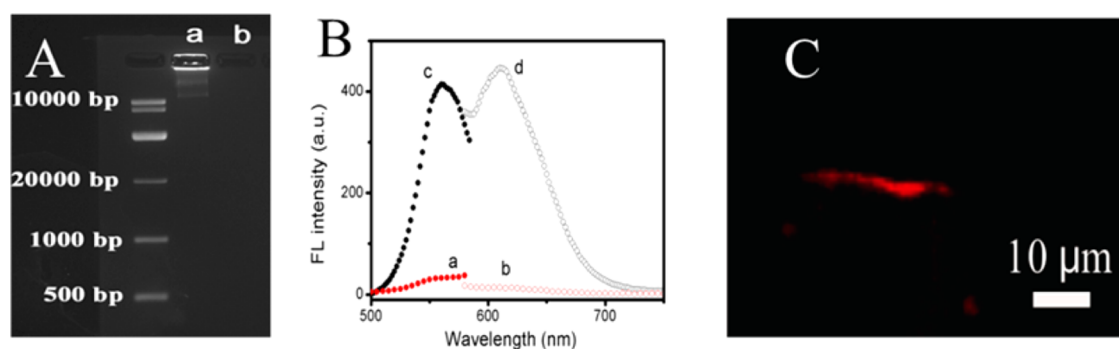 A
a b
10000 bp
20000 bp
1000 bp
500 bp
B
FL intensity (a.u.)
400
200
0
c
d
a
b
500 600 700
Wavelength (nm)
C
10 µm